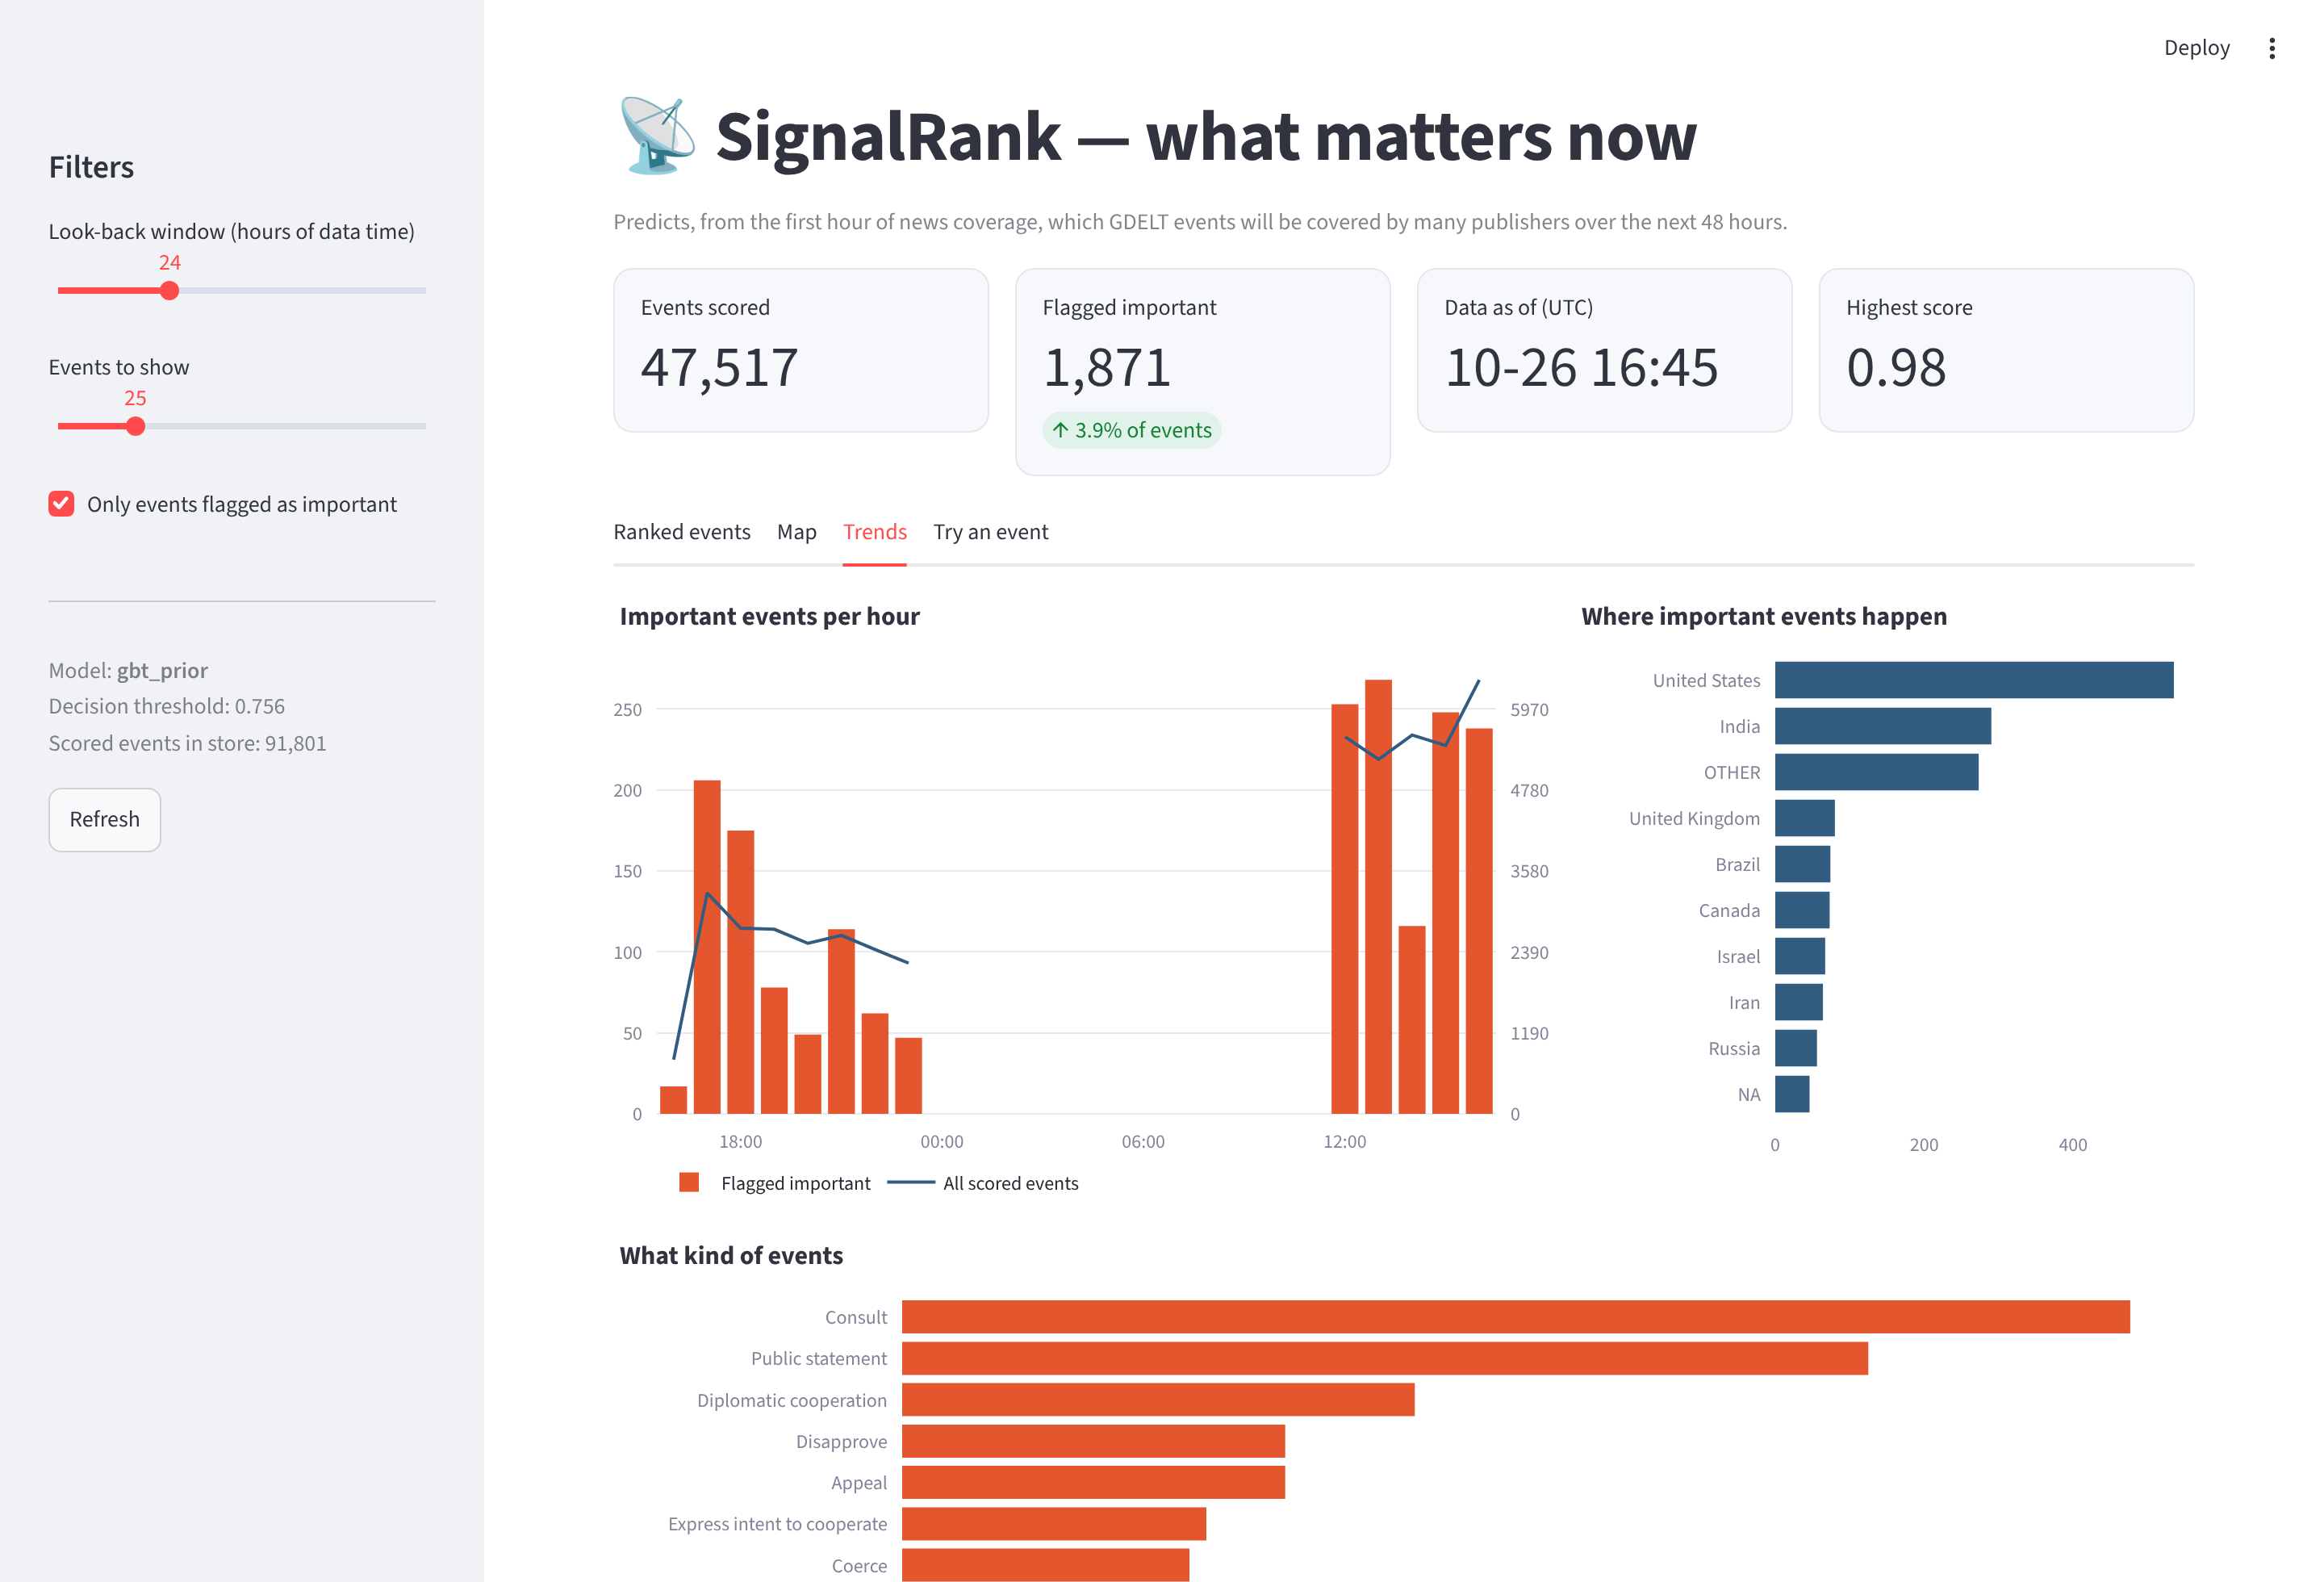 Deploy
Filters
Look-back window (hours of data time)
24
Events to show
25
Only events flagged as important
Model: gbt_prior
Decision threshold: 0.756
Scored events in store: 91,801
Refresh
📡 SignalRank — what matters now
Predicts, from the first hour of news coverage, which GDELT events will be covered by many publishers over the next 48 hours.
Events scored
47,517
Flagged important
1,871
↑ 3.9% of events
Data as of (UTC)
10-26 16:45
Highest score
0.98
Ranked events Map Trends Try an event
Important events per hour
250 5970
200 4780
150 3580
100 2390
50 1190
0 0
18:00 00:00 06:00 12:00
Flagged important All scored events
Where important events happen
United States
India
OTHER
United Kingdom
Brazil
Canada
Israel
Iran
Russia
NA
0 200 400
What kind of events
Consult
Public statement
Diplomatic cooperation
Disapprove
Appeal
Express intent to cooperate
Coerce